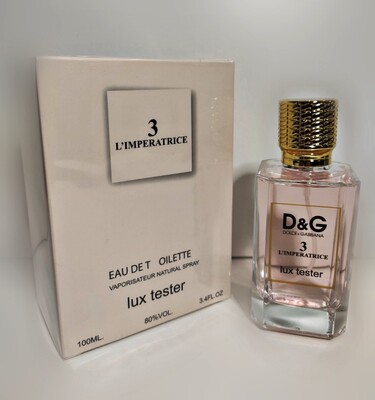 3
L'IMPERATRICE
EAU DE T OILETTE
VAPORISATEUR NATURAL SPRAY
lux tester
100ML.
80%VOL.
3.4FL OZ
D&G
DOLCE & GABBANA
3
L'IMPERATRICE
lux tester